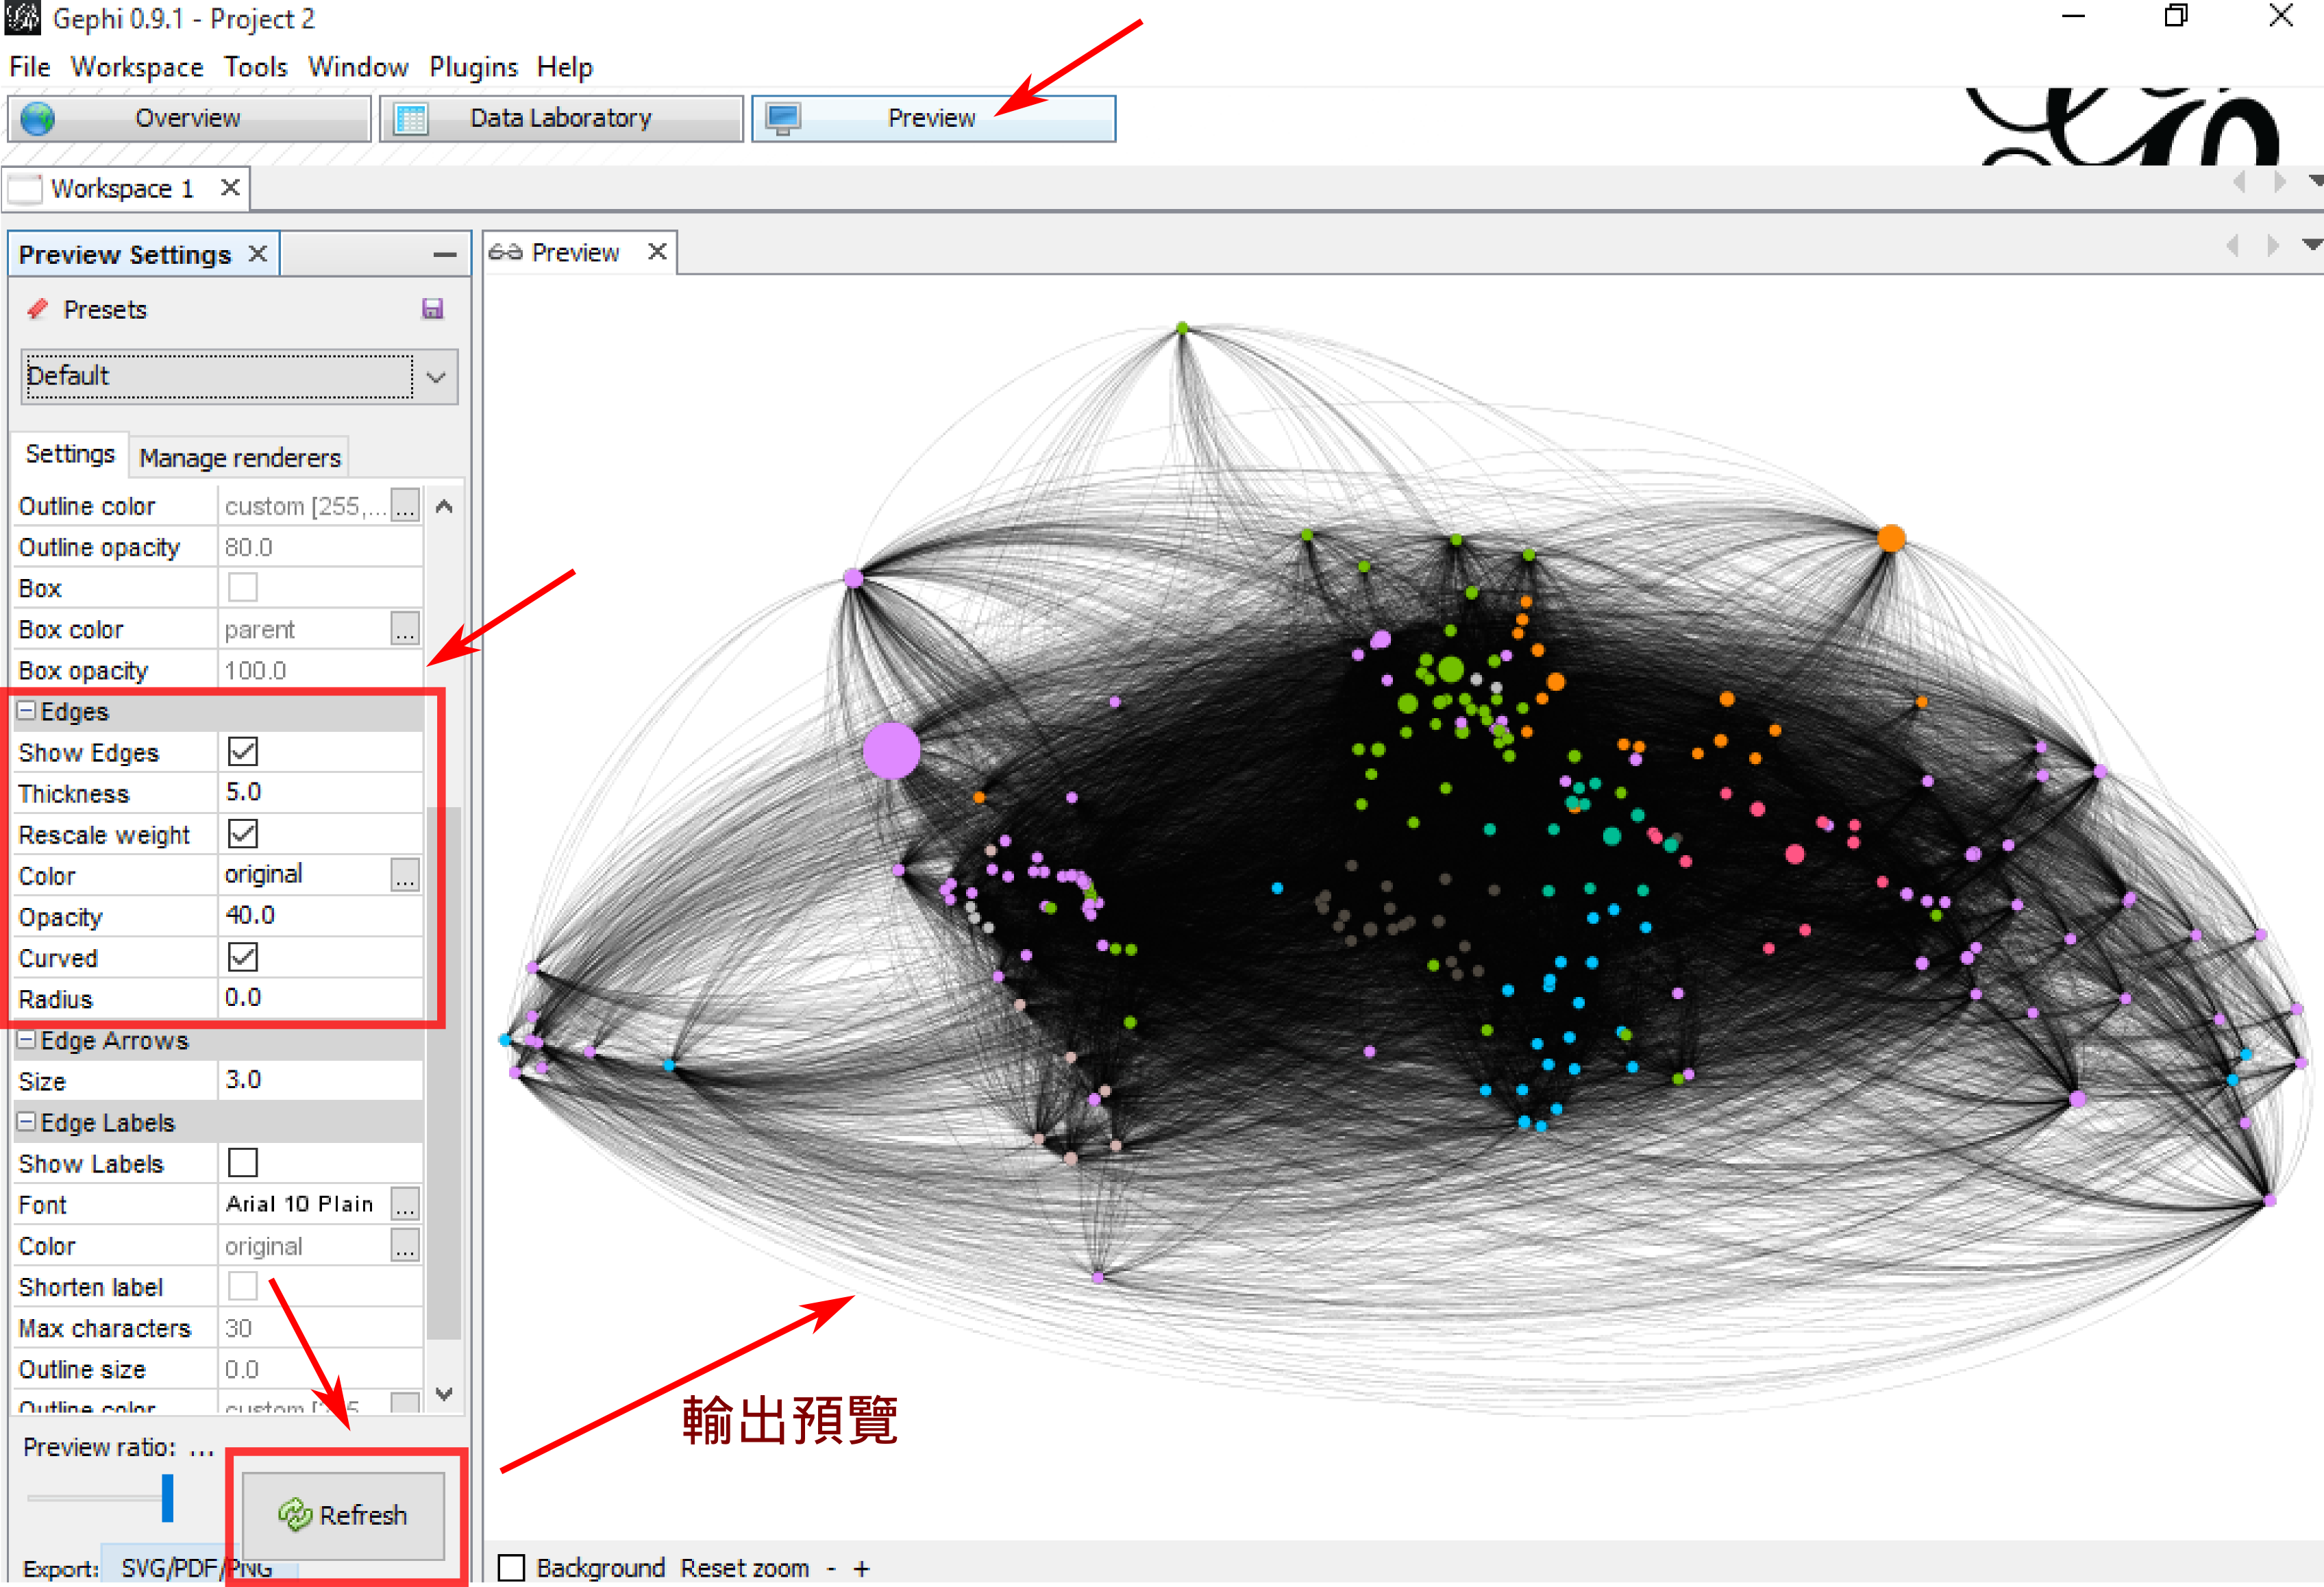 Gephi 0.9.1 - Project 2
File Workspace Tools Window Plugins Help
Overview Data Laboratory Preview
Workspace 1
Preview Settings
Preview
Presets
Default
Settings Manage renderers
Outline color custom [255,... ...
Outline opacity 80.0
Box
Box color parent ...
Box opacity 100.0
Edges
Show Edges
Thickness 5.0
Rescale weight
Color original ...
Opacity 40.0
Curved
Radius 0.0
Edge Arrows
Size 3.0
Edge Labels
Show Labels
Font Arial 10 Plain ...
Color original ...
Shorten label
Max characters 30
Outline size 0.0
Outline color custom [255
輸出預覽
Preview ratio: ...
Refresh
Export: SVG/PDF/PNG
Background Reset zoom - +